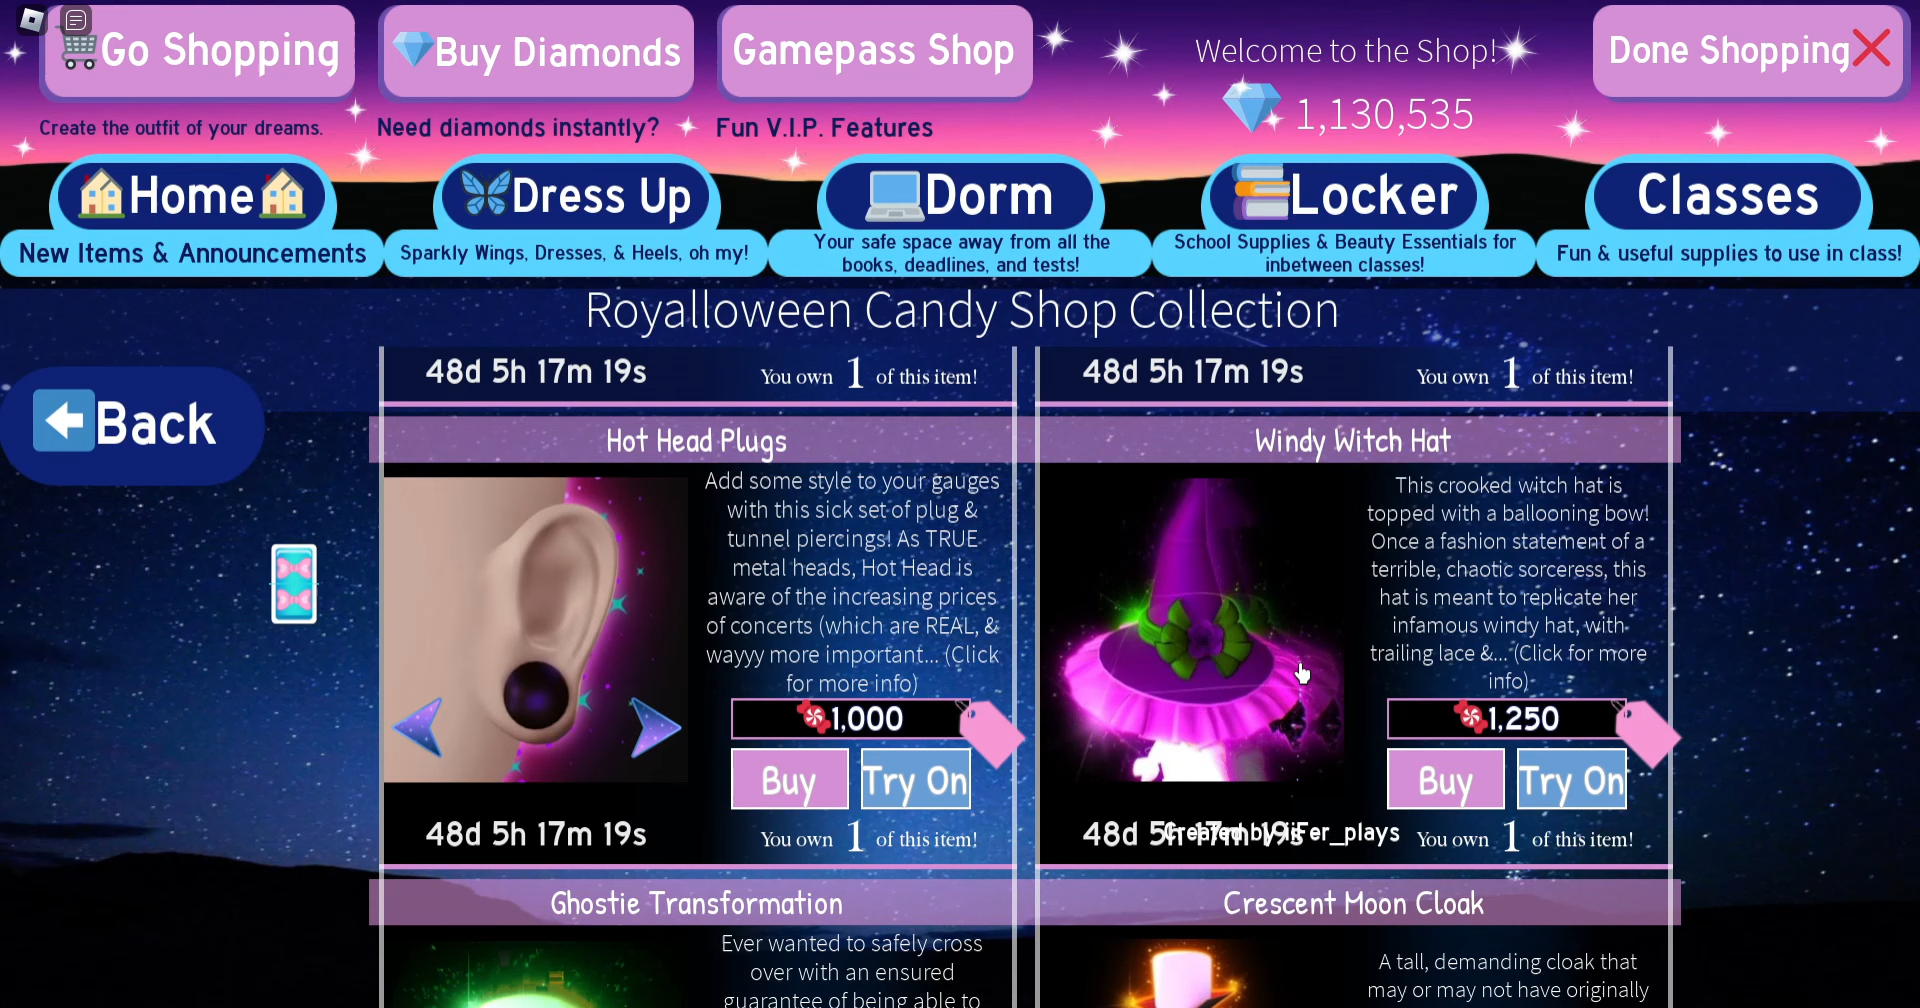 Go Shopping
Buy Diamonds
Gamepass Shop
Welcome to the Shop!
1,130,535
Done Shopping
Create the outfit of your dreams.
Need diamonds instantly?
Fun V.I.P. Features
Home
Dress Up
Dorm
Locker
Classes
New Items & Announcements
Sparkly Wings, Dresses, & Heels, oh my!
Your safe space away from all the
books, deadlines, and tests!
School Supplies & Beauty Essentials for
inbetween classes!
Fun & useful supplies to use in class!
Royalloween Candy Shop Collection
Back
48d 5h 17m 19s
You own 1 of this item!
48d 5h 17m 19s
You own 1 of this item!
Hot Head Plugs
Add some style to your gauges
with this sick set of plug &
tunnel piercings! As TRUE
metal heads, Hot Head is
aware of the increasing prices
of concerts (which are REAL, &
wayyy more important... (Click
for more info)
1,000
Buy
Try On
48d 5h 17m 19s
You own 1 of this item!
Windy Witch Hat
This crooked witch hat is
topped with a ballooning bow!
Once a fashion statement of a
terrible, chaotic sorceress, this
hat is meant to replicate her
infamous windy hat, with
trailing lace &... (Click for more
info)
1,250
Buy
Try On
48d 5h 17m 19s
Created by
You own 1 of this item!
Ghostie Transformation
Ever wanted to safely cross
over with an ensured
guarantee of being able to
Crescent Moon Cloak
A tall, demanding cloak that
may or may not have originally